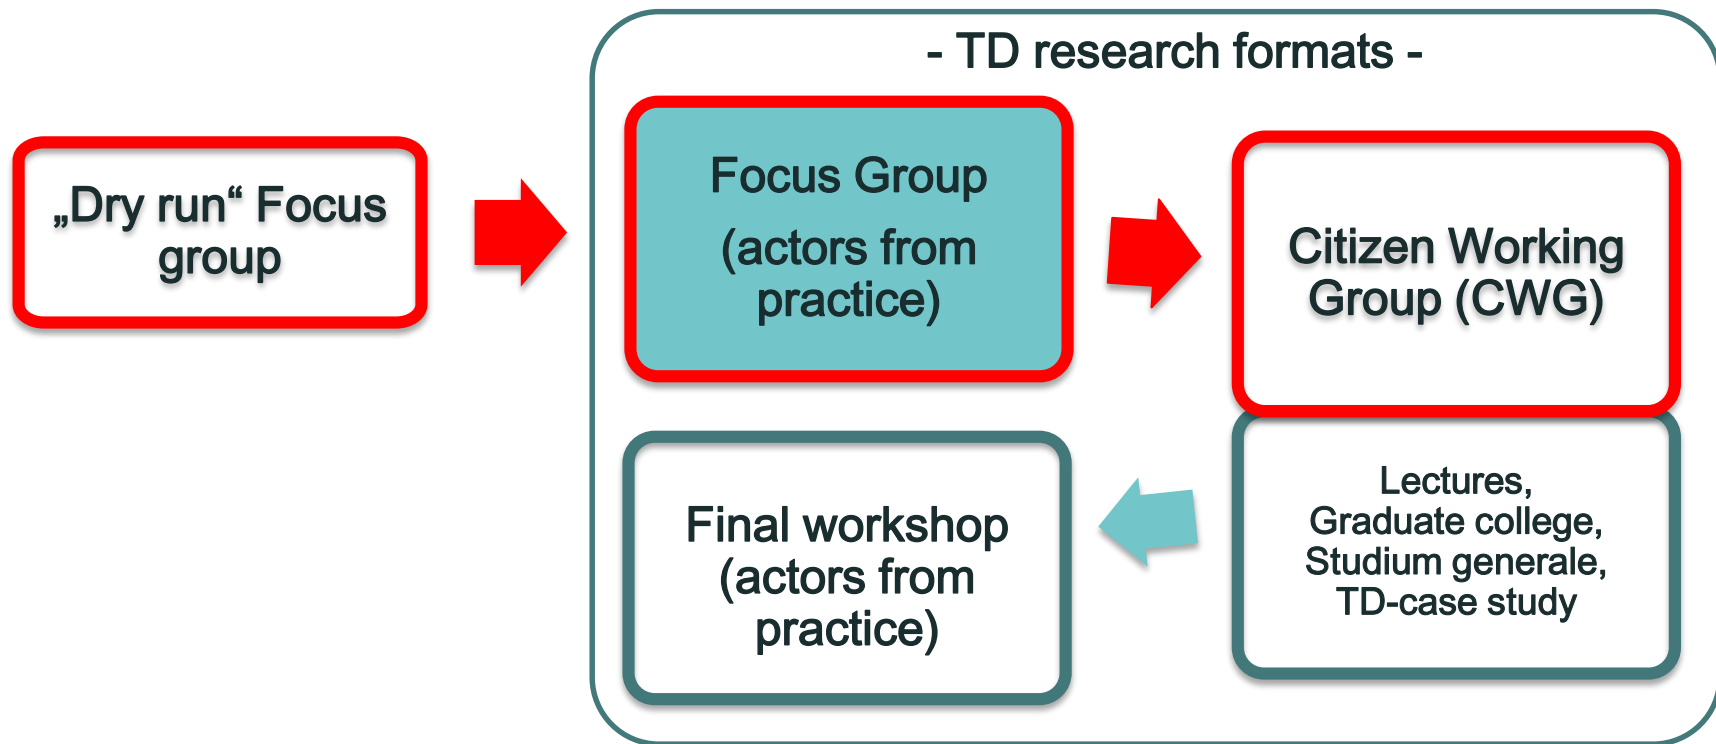 - TD research formats -
„Dry run“ Focus
group
Focus Group
(actors from
practice)
Citizen Working
Group (CWG)
Final workshop
(actors from
practice)
Lectures,
Graduate college,
Studium generale,
TD-case study